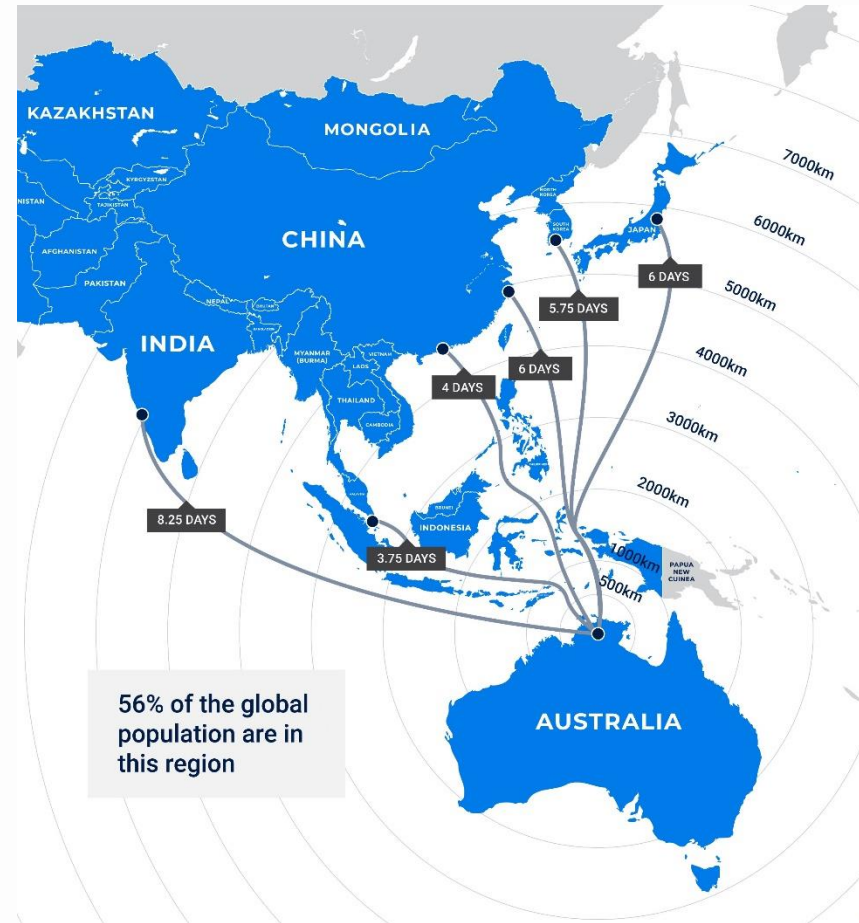 KAZAKHSTAN
MONGOLIA
KYRGYZSTAN
TAJIKISTAN
NISTAN
AFGHANISTAN
PAKISTAN
CHINA
NORTH
KOREA
SOUTH
KOREA
JAPAN
7000km
6000km
5000km
4000km
3000km
2000km
1000km
500km
6 DAYS
5.75 DAYS
6 DAYS
4 DAYS
NEPAL
BHUTAN
INDIA
MYANMAR
(BURMA)
VIETNAM
LAOS
THAILAND
CAMBODIA
8.25 DAYS
3.75 DAYS
BRUNEI
INDONESIA
PAPUA
NEW
GUINEA
AUSTRALIA
56% of the global
population are in
this region